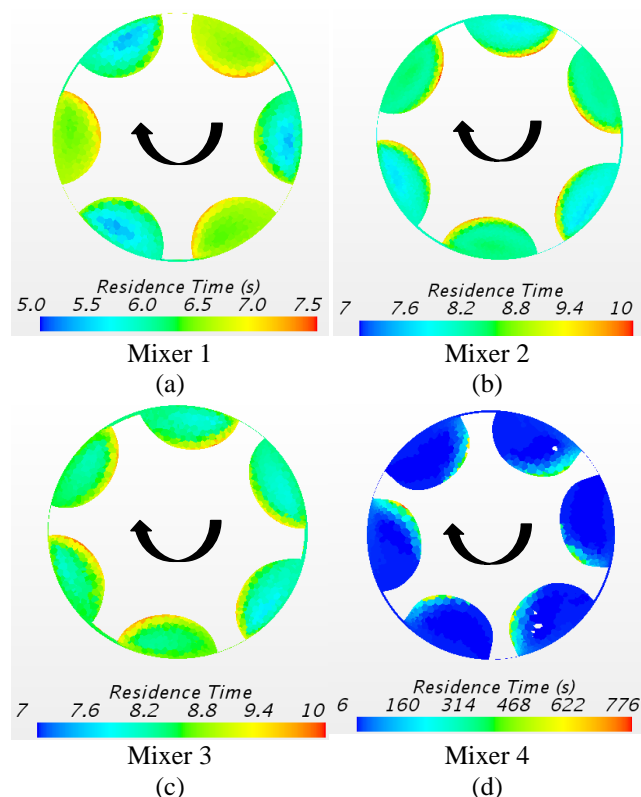 Residence Time (s)
5.0 5.5 6.0 6.5 7.0 7.5
Mixer 1
(a)
Residence Time
7 7.6 8.2 8.8 9.4 10
Mixer 2
(b)
Residence Time
7 7.6 8.2 8.8 9.4 10
Mixer 3
(c)
Residence Time (s)
6 160 314 468 622 776
Mixer 4
(d)